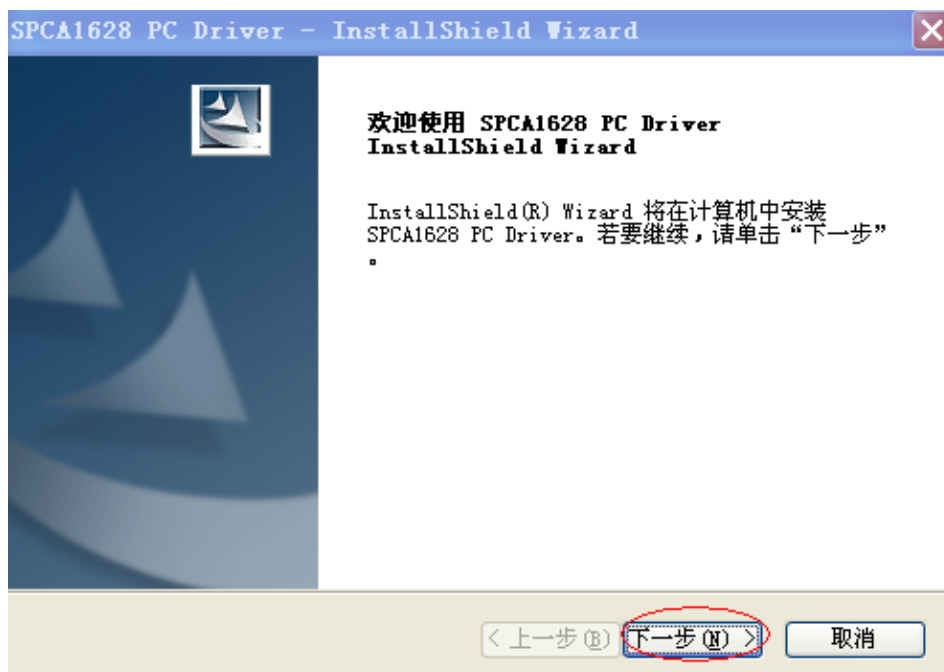 SPCA1628 PC Driver - InstallShield Wizard
欢迎使用 SPCA1628 PC Driver
InstallShield Wizard
InstallShield(R) Wizard 将在计算机中安装
SPCA1628 PC Driver。若要继续，请单击“下一步”
。
< 上一步(B)
下一步(N) >
取消